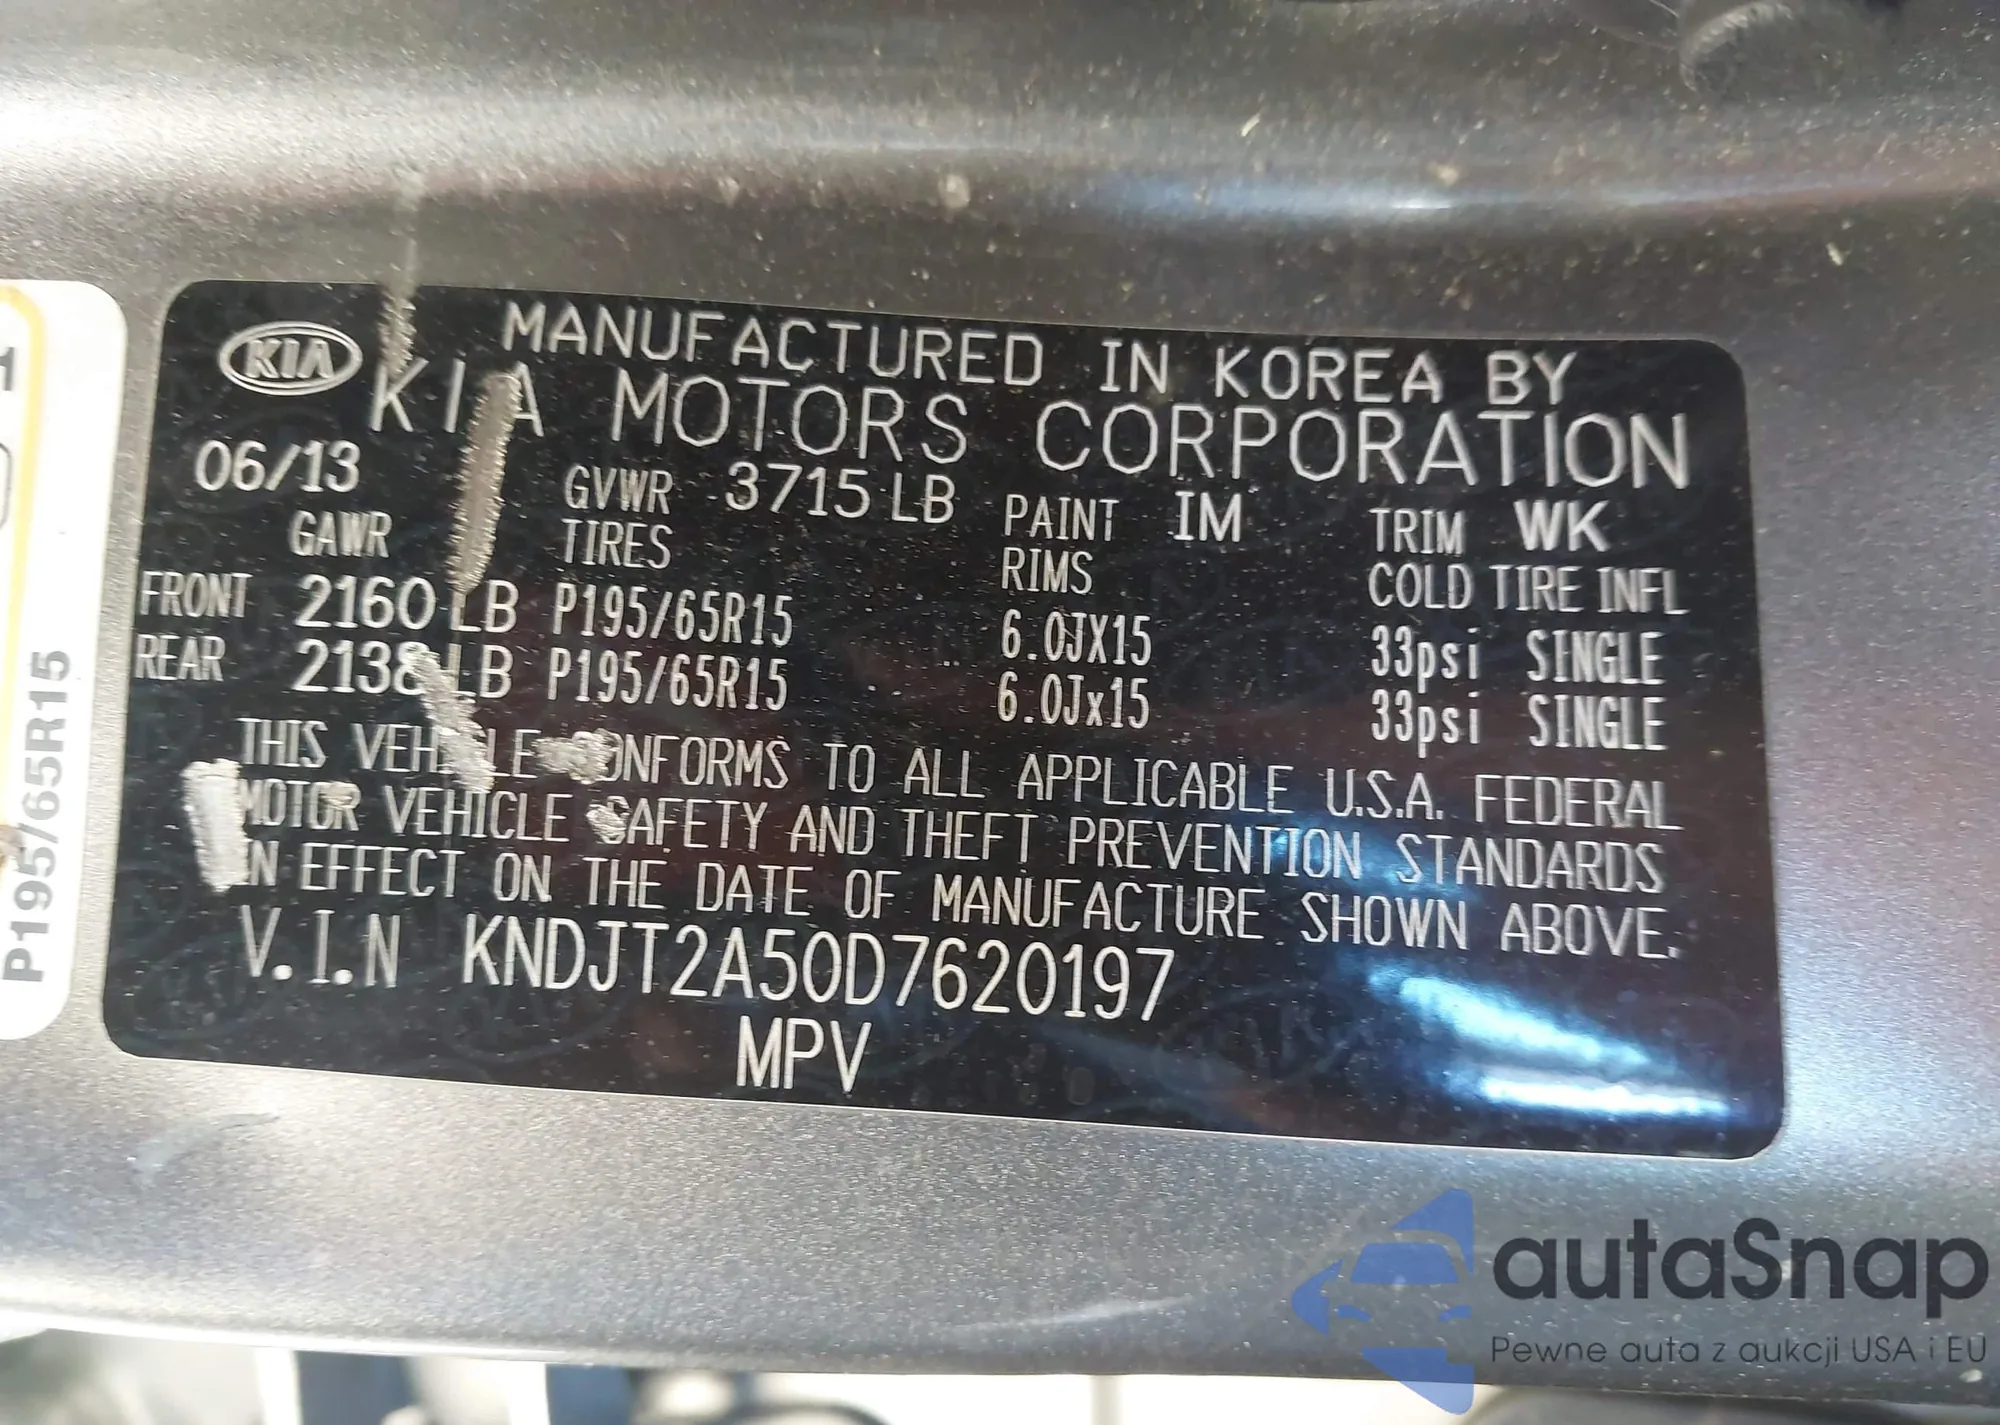 KIA
MANUFACTURED IN KOREA BY
KIA MOTORS CORPORATION
06/13 GVWR 3715 LB PAINT IM TRIM WK
GAWR TIRES RIMS COLD TIRE INFL
FRONT 2160 LB P195/65R15 6.0JX15 33psi SINGLE
REAR 2138 LB P195/65R15 6.0Jx15 33psi SINGLE
THIS VEHICLE CONFORMS TO ALL APPLICABLE U.S.A. FEDERAL
MOTOR VEHICLE SAFETY AND THEFT PREVENTION STANDARDS
IN EFFECT ON THE DATE OF MANUFACTURE SHOWN ABOVE.
V.I.N KNDJT2A50D7620197
MPV
1
P195/65R15
autaSnap
Pewne auta z aukcji USA i EU